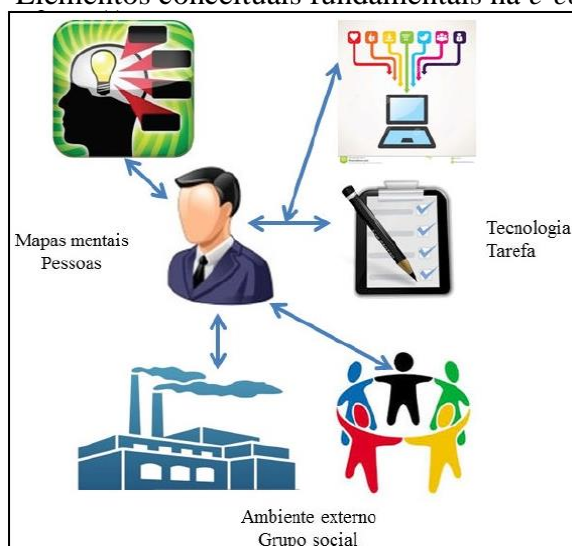 Elementos conceituais fundamentais na
Mapas mentais
Pessoas
Tecnologia
Tarefa
Ambiente externo
Grupo social